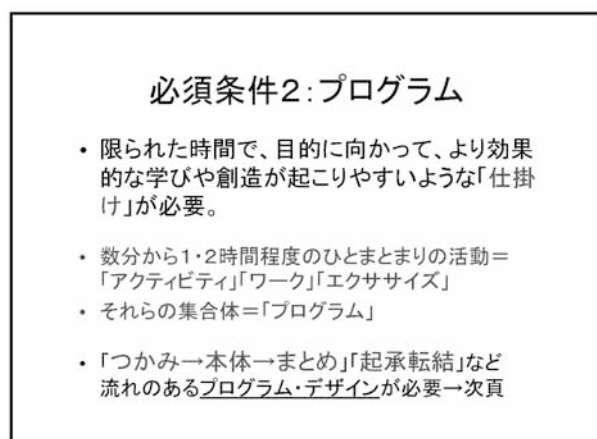 必須条件2:プログラム
• 限られた時間で、目的に向かって、より効果
的な学びや創造が起こりやすいような「仕掛
け」が必要。
• 数分から1・2時間程度のひとまとまりの活動＝
「アクティビティ」「ワーク」「エクササイズ」
• それらの集合体＝「プログラム」
• 「つかみ→本体→まとめ」「起承転結」など
流れのあるプログラム・デザインが必要→次頁